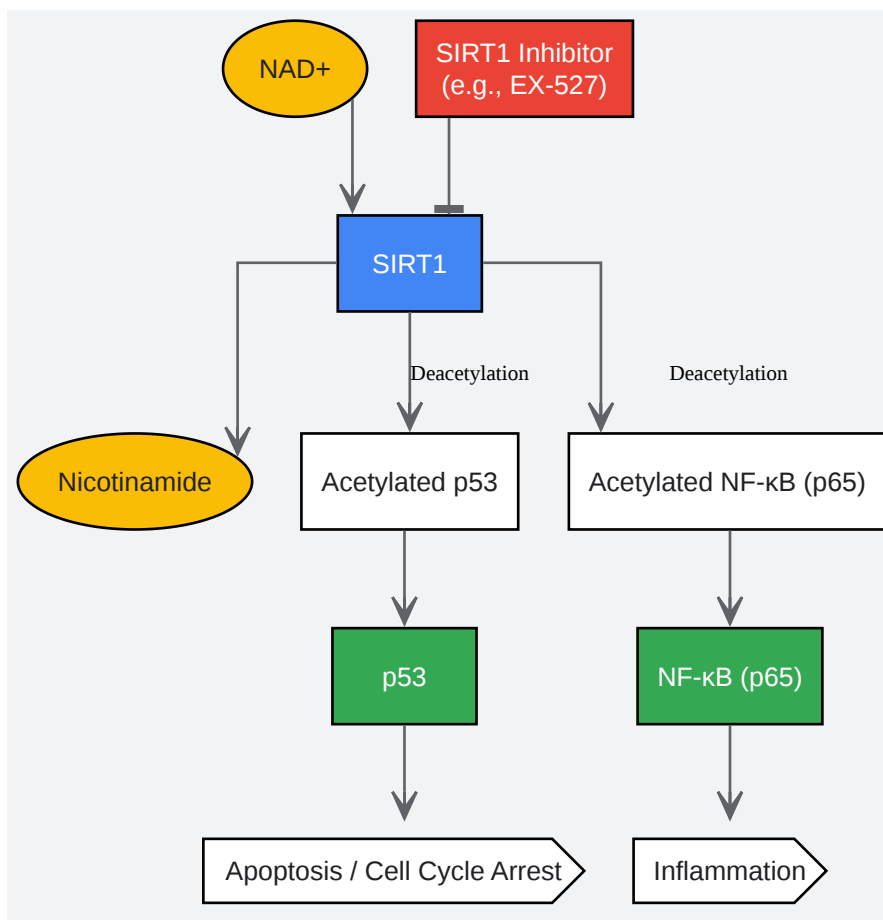 NAD+
SIRT1 Inhibitor
(e.g., EX-527)
SIRT1
Deacetylation
Deacetylation
Nicotinamide
Acetylated p53
Acetylated NF-κB (p65)
p53
NF-κB (p65)
Apoptosis / Cell Cycle Arrest
Inflammation